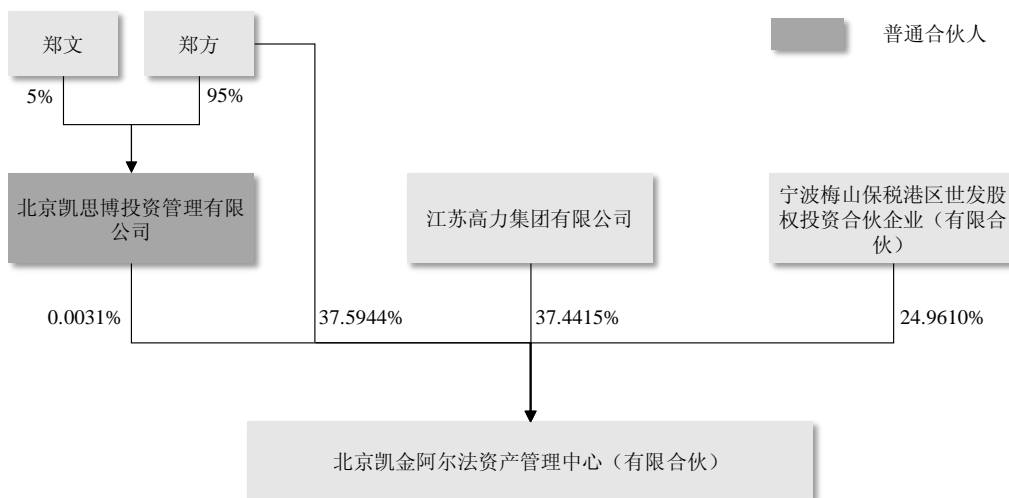 郑文
郑方
普通合伙人
5%
95%
北京凯思博投资管理有限
公司
江苏高力集团有限公司
宁波梅山保税港区世发股
权投资合伙企业（有限合
伙）
0.0031%
37.5944%
37.4415%
24.9610%
北京凯金阿尔法资产管理中心（有限合伙）